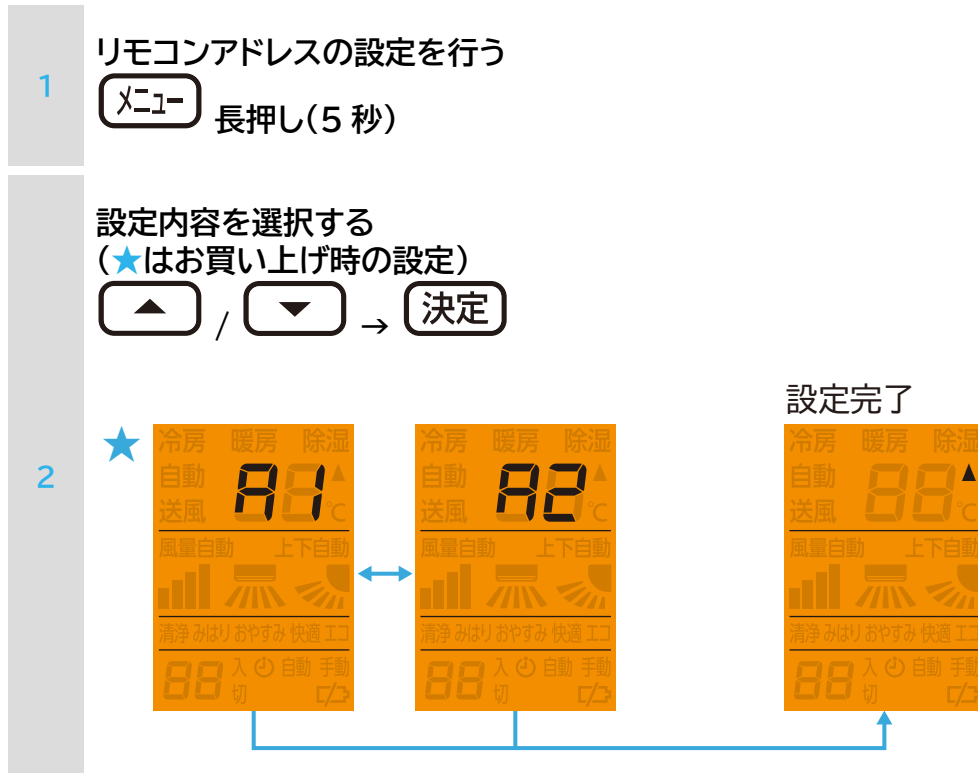 1
リモコンアドレスの設定を行う
メニュー 長押し(5 秒)
2
設定内容を選択する
(★はお買い上げ時の設定)
▲ / ▼ → 決定
設定完了
★
冷房 暖房 除湿
自動 A1 ▲
送風 ℃
風量自動 上下自動
清浄 みはり おやすみ 快適 エコ
88 入 自動 手動
切
冷房 暖房 除湿
自動 A2 ▲
送風 ℃
風量自動 上下自動
清浄 みはり おやすみ 快適 エコ
88 入 自動 手動
切
冷房 暖房 除湿
自動 88 ▲
送風 ℃
風量自動 上下自動
清浄 みはり おやすみ 快適 エコ
88 入 自動 手動
切